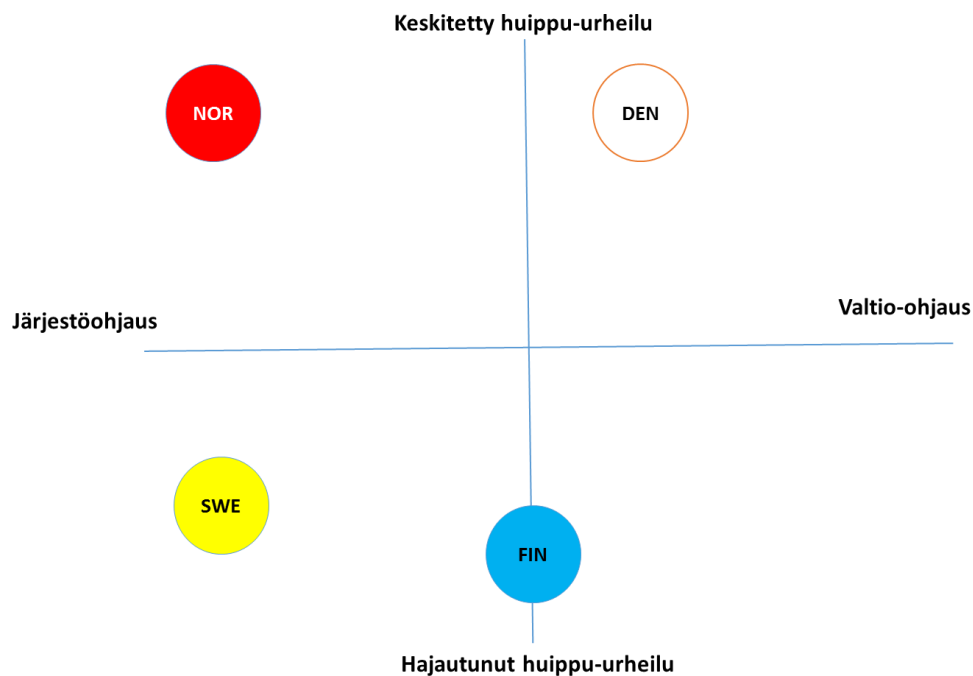 Keskitetty huippu-urheilu
NOR
DEN
Järjestöohjaus
Valtio-ohjaus
SWE
FIN
Hajautunut huippu-urheilu